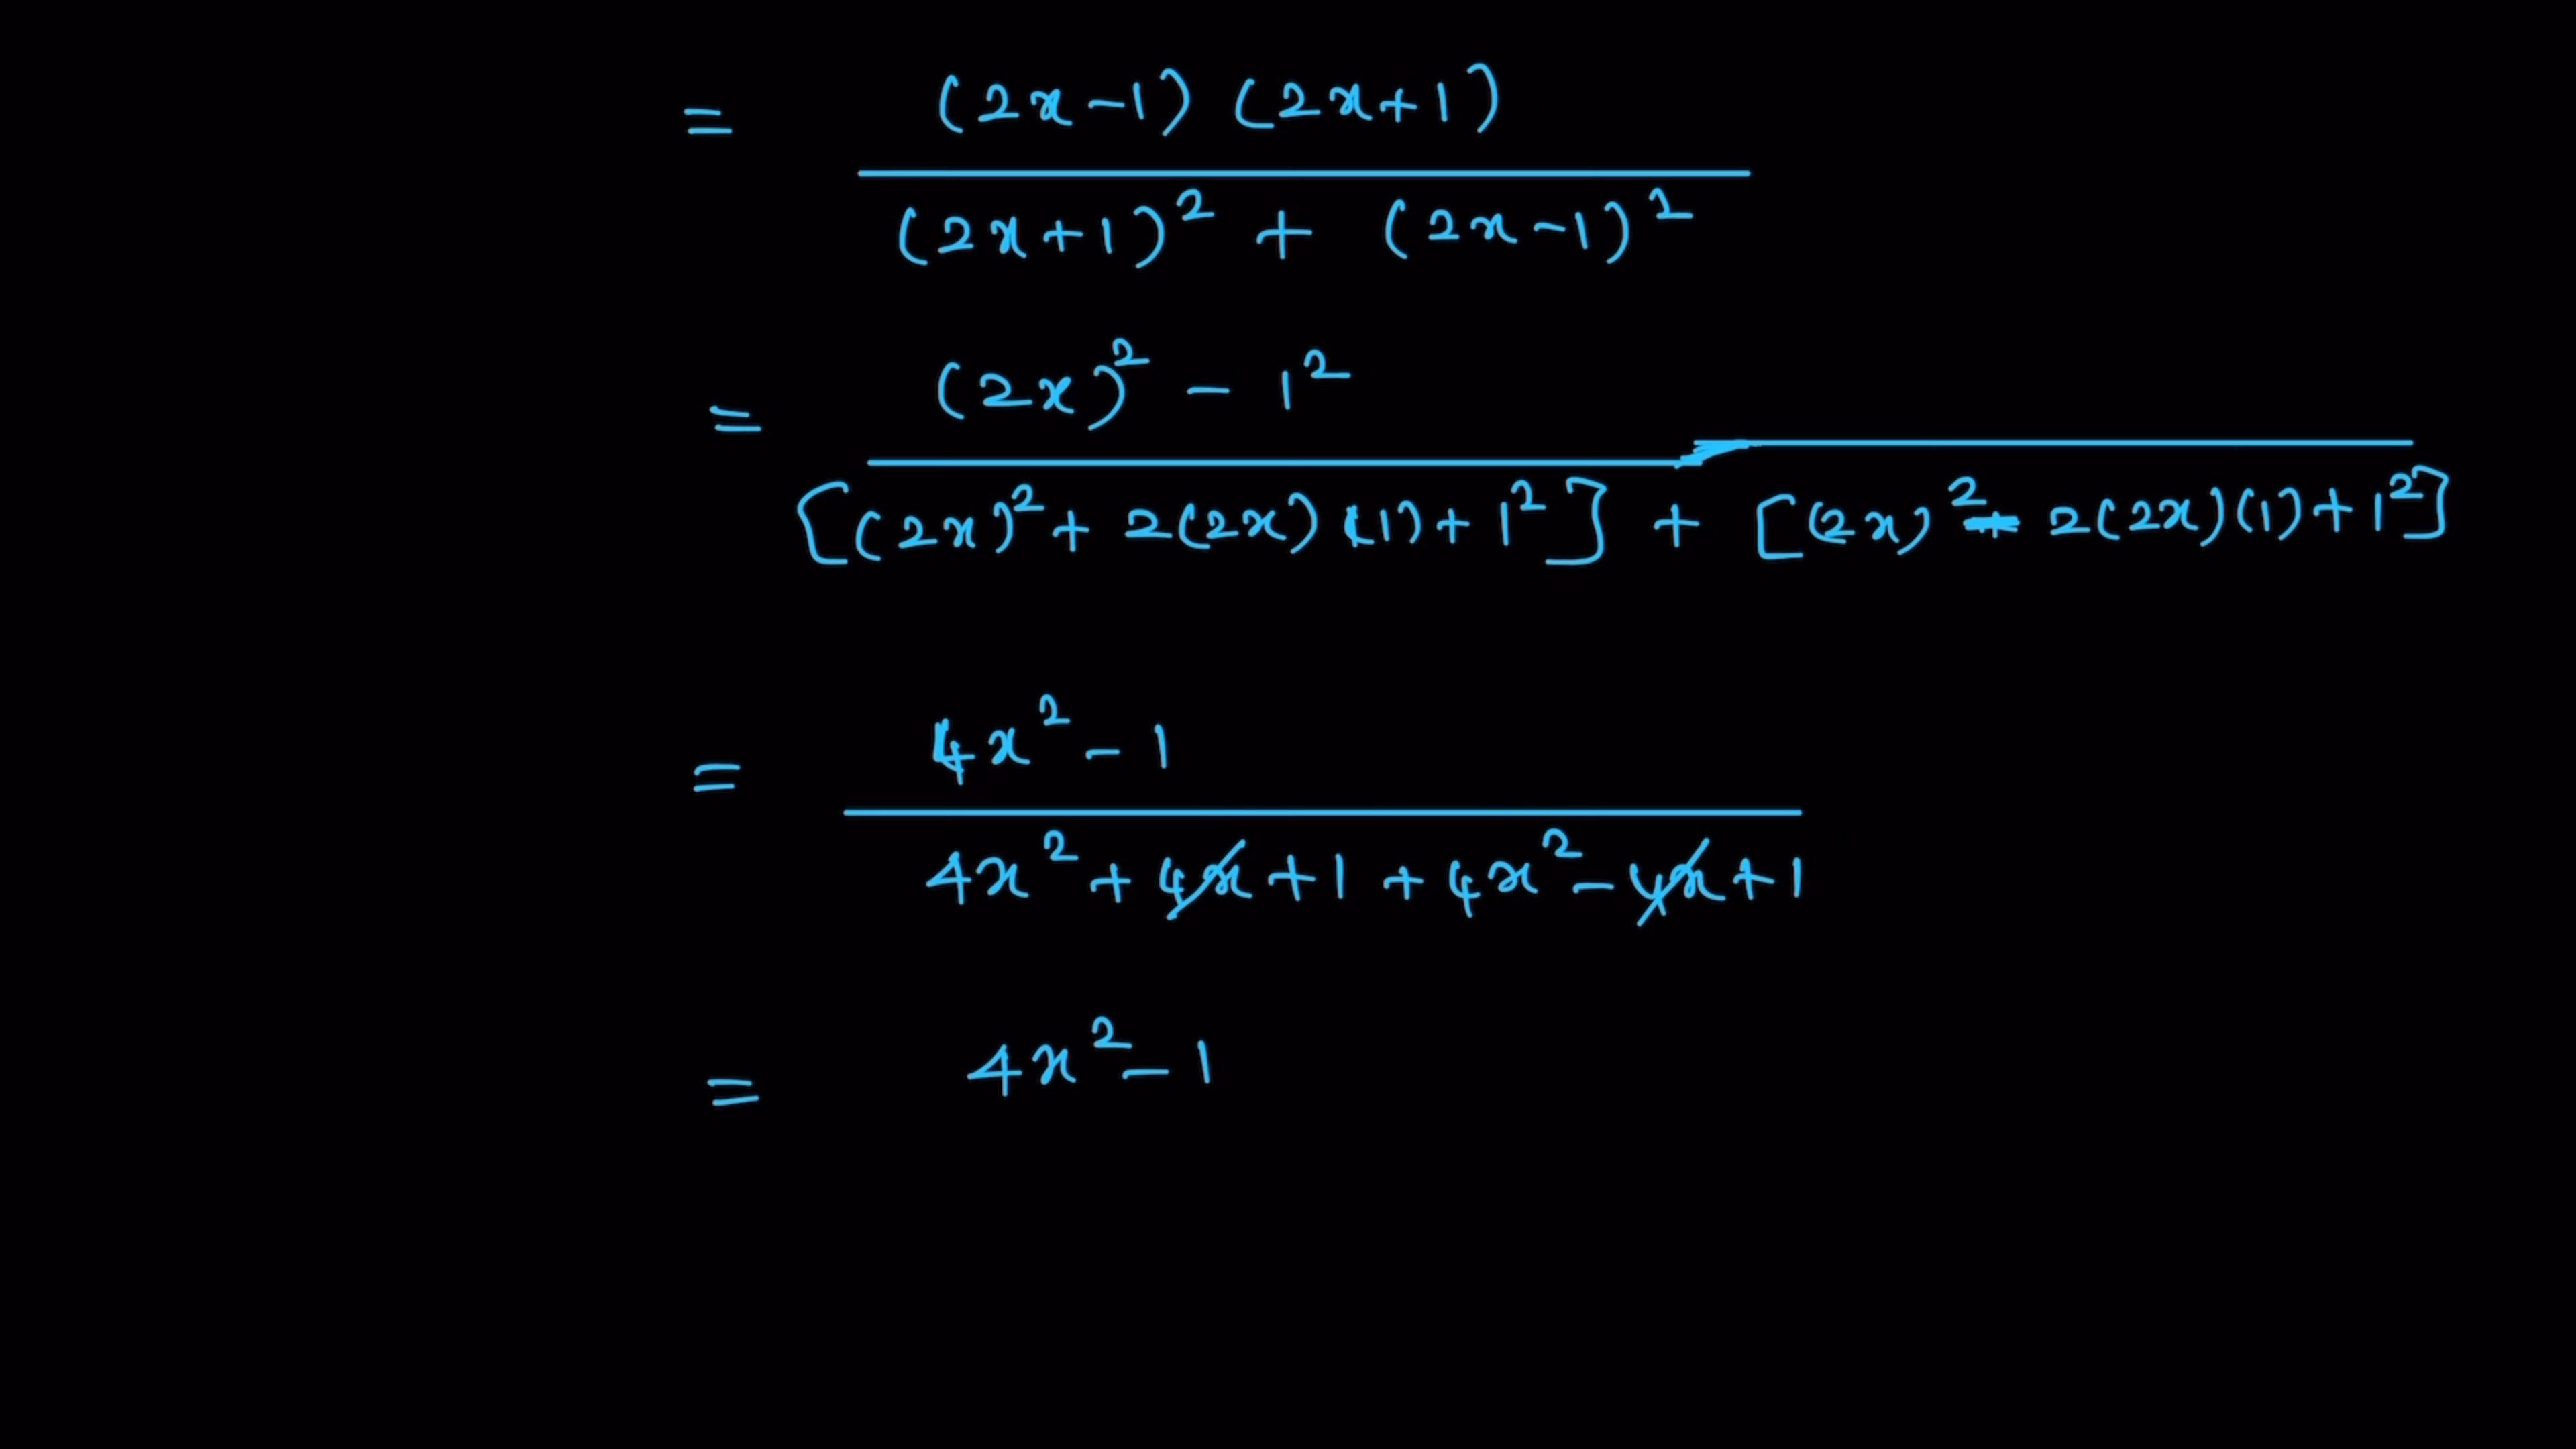 = (2x-1) (2x+1)
(2x+1)² + (2x-1)²
= (2x)² - 1²
[(2x)² + 2(2x)(1) + 1²] + [(2x)² - 2(2x)(1) + 1²]
= 4x² - 1
4x² + 4x + 1 + 4x² - 4x + 1
= 4x² - 1